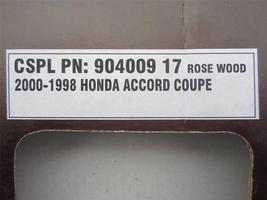 CSPL PN: 904009 17 ROSE WOOD
2000-1998 HONDA ACCORD COUPE